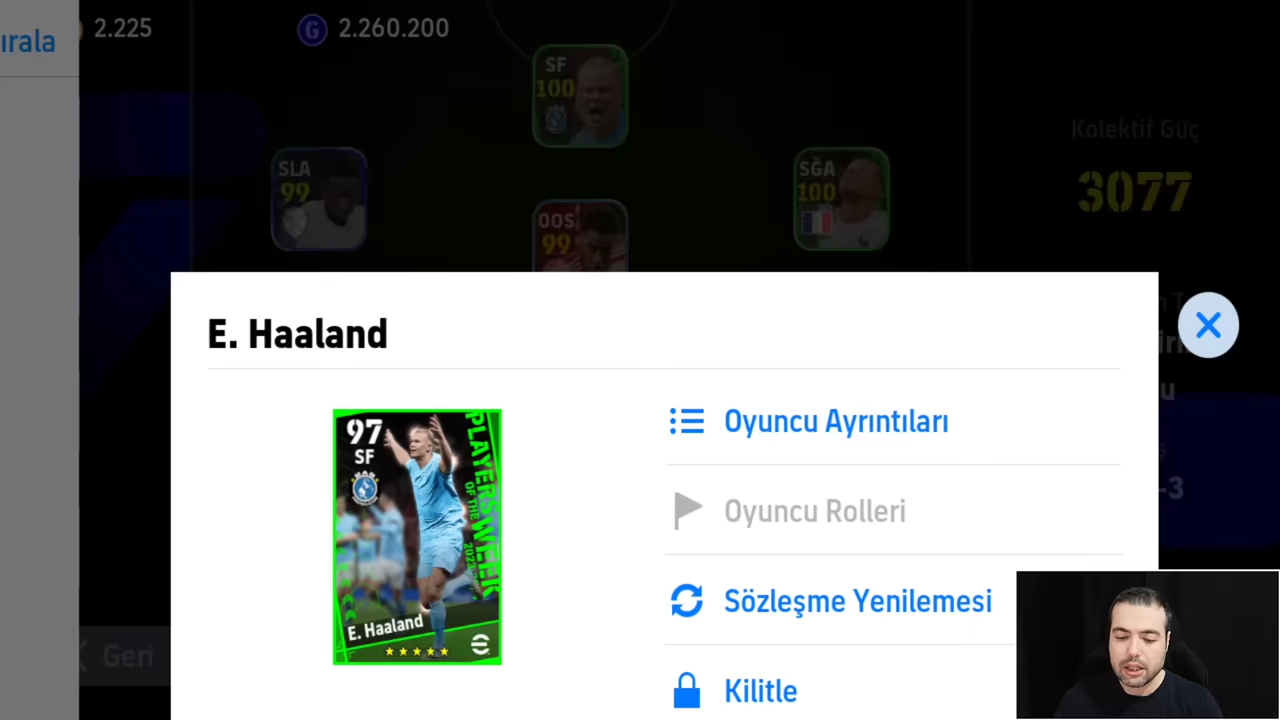 ırala
2.225
G 2.260.200
SF
100
SLA
99
SĞA
100
OOS
99
Kolektif Güç
3077
-3
Geri
E. Haaland
97
SF
PLAYERS OF THE WEEK
E. Haaland
Oyuncu Ayrıntıları
Oyuncu Rolleri
Sözleşme Yenilemesi
Kilitle